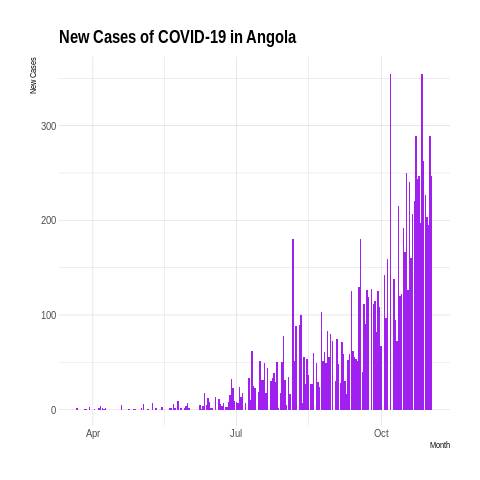 New Cases of COVID-19 in Angola
New Cases
300
200
100
0
Apr
Jul
Oct
Month